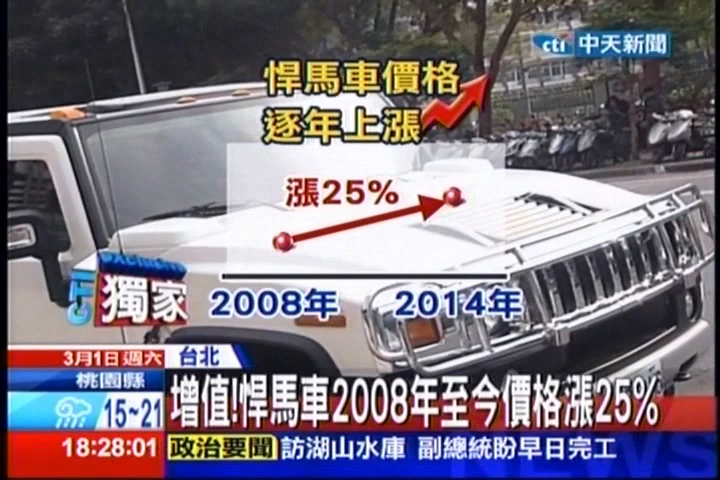 cti 中天新聞
悍馬車價格
逐年上漲
漲25%
2008年
2014年
獨家
3月1日週六
台北
桃園縣
增值!悍馬車2008年至今價格漲25%
15~21
18:28:01
政治要聞 訪湖山水庫 副總統盼早日完工
NEWS